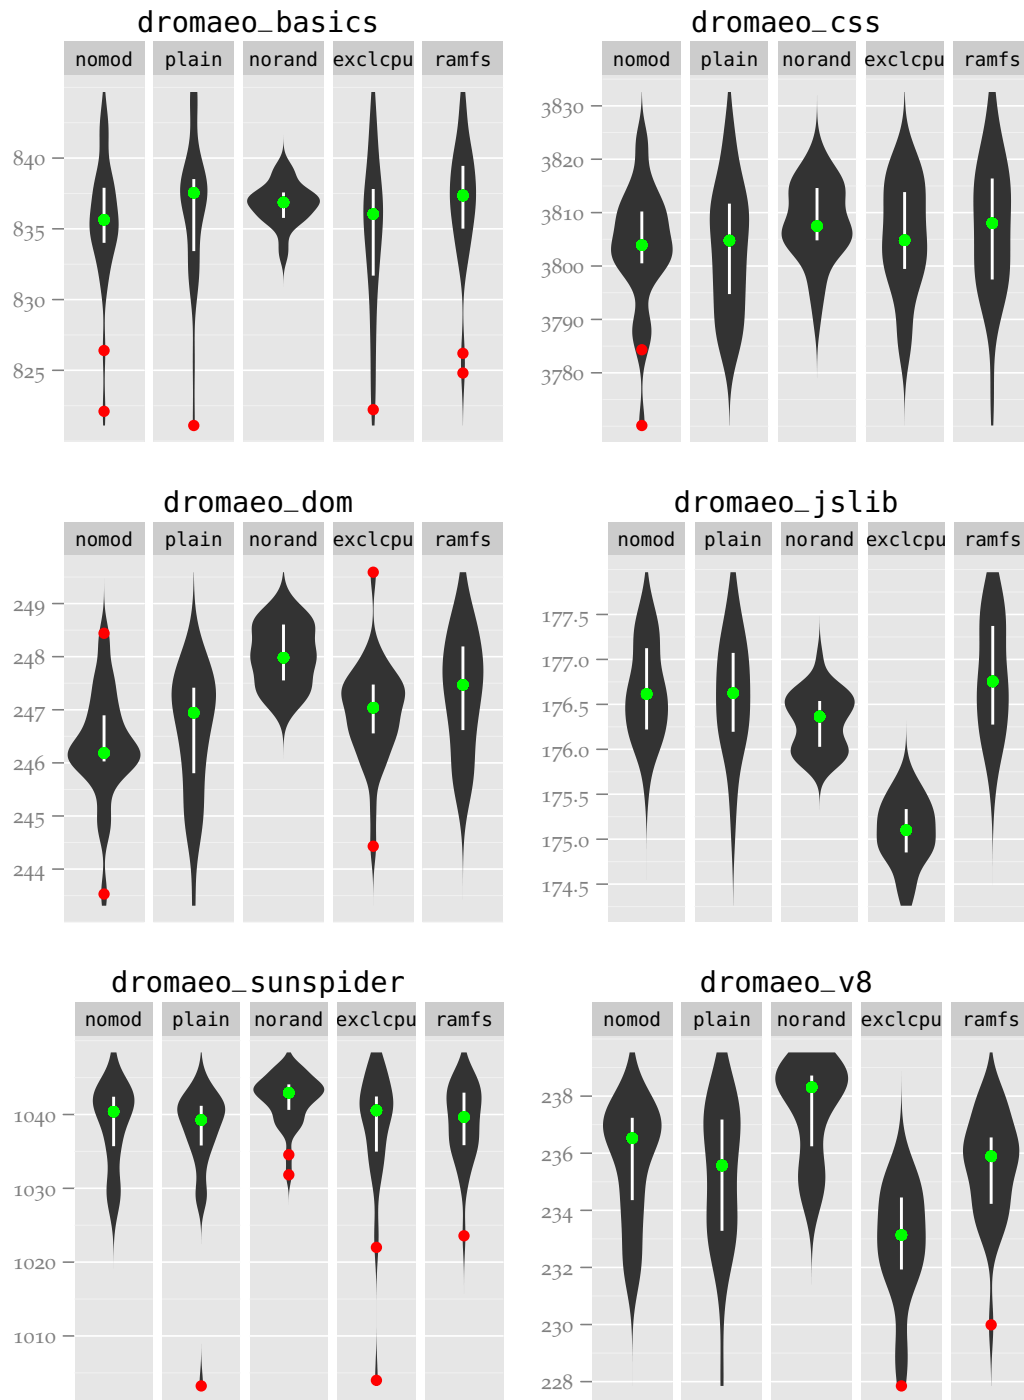 dromaeo_basics
nomod plain norand exclcpu ramfs
840
835
830
825
dromaeo_css
nomod plain norand exclcpu ramfs
3830
3820
3810
3800
3790
3780
dromaeo_dom
nomod plain norand exclcpu ramfs
249
248
247
246
245
244
dromaeo_jslib
nomod plain norand exclcpu ramfs
177.5
177.0
176.5
176.0
175.5
175.0
174.5
dromaeo_sunspider
nomod plain norand exclcpu ramfs
1040
1030
1020
1010
dromaeo_v8
nomod plain norand exclcpu ramfs
238
236
234
232
230
228